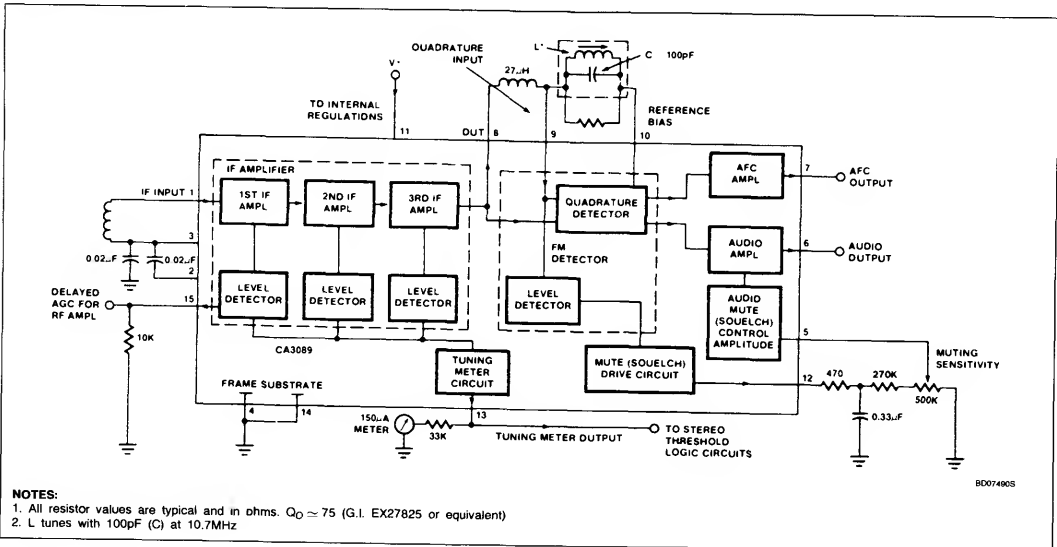 QUADRATURE
INPUT
L*
C 100pF
27µH
V+
TO INTERNAL
REGULATIONS
11
OUT 8
9
REFERENCE
BIAS
10
IF AMPLIFIER
IF INPUT 1
1ST IF
AMPL
2ND IF
AMPL
3RD IF
AMPL
QUADRATURE
DETECTOR
AFC
AMPL
7
AFC
OUTPUT
3
0.02µF
0.02µF
2
FM
DETECTOR
AUDIO
AMPL
6
AUDIO
OUTPUT
DELAYED
AGC FOR
RF AMPL
15
LEVEL
DETECTOR
LEVEL
DETECTOR
LEVEL
DETECTOR
LEVEL
DETECTOR
AUDIO
MUTE
(SOUELCH)
CONTROL
AMPLITUDE
5
MUTING
SENSITIVITY
10K
CA3089
TUNING
METER
CIRCUIT
MUTE (SOUELCH)
DRIVE CIRCUIT
12
470
270K
500K
0.33µF
FRAME SUBSTRATE
4
14
150µA
METER
33K
13
TUNING METER OUTPUT
TO STEREO
THRESHOLD
LOGIC CIRCUITS
BD07490S
NOTES:
1. All resistor values are typical and in ohms. QO ≃ 75 (G.I. EX27825 or equivalent)
2. L tunes with 100pF (C) at 10.7MHz